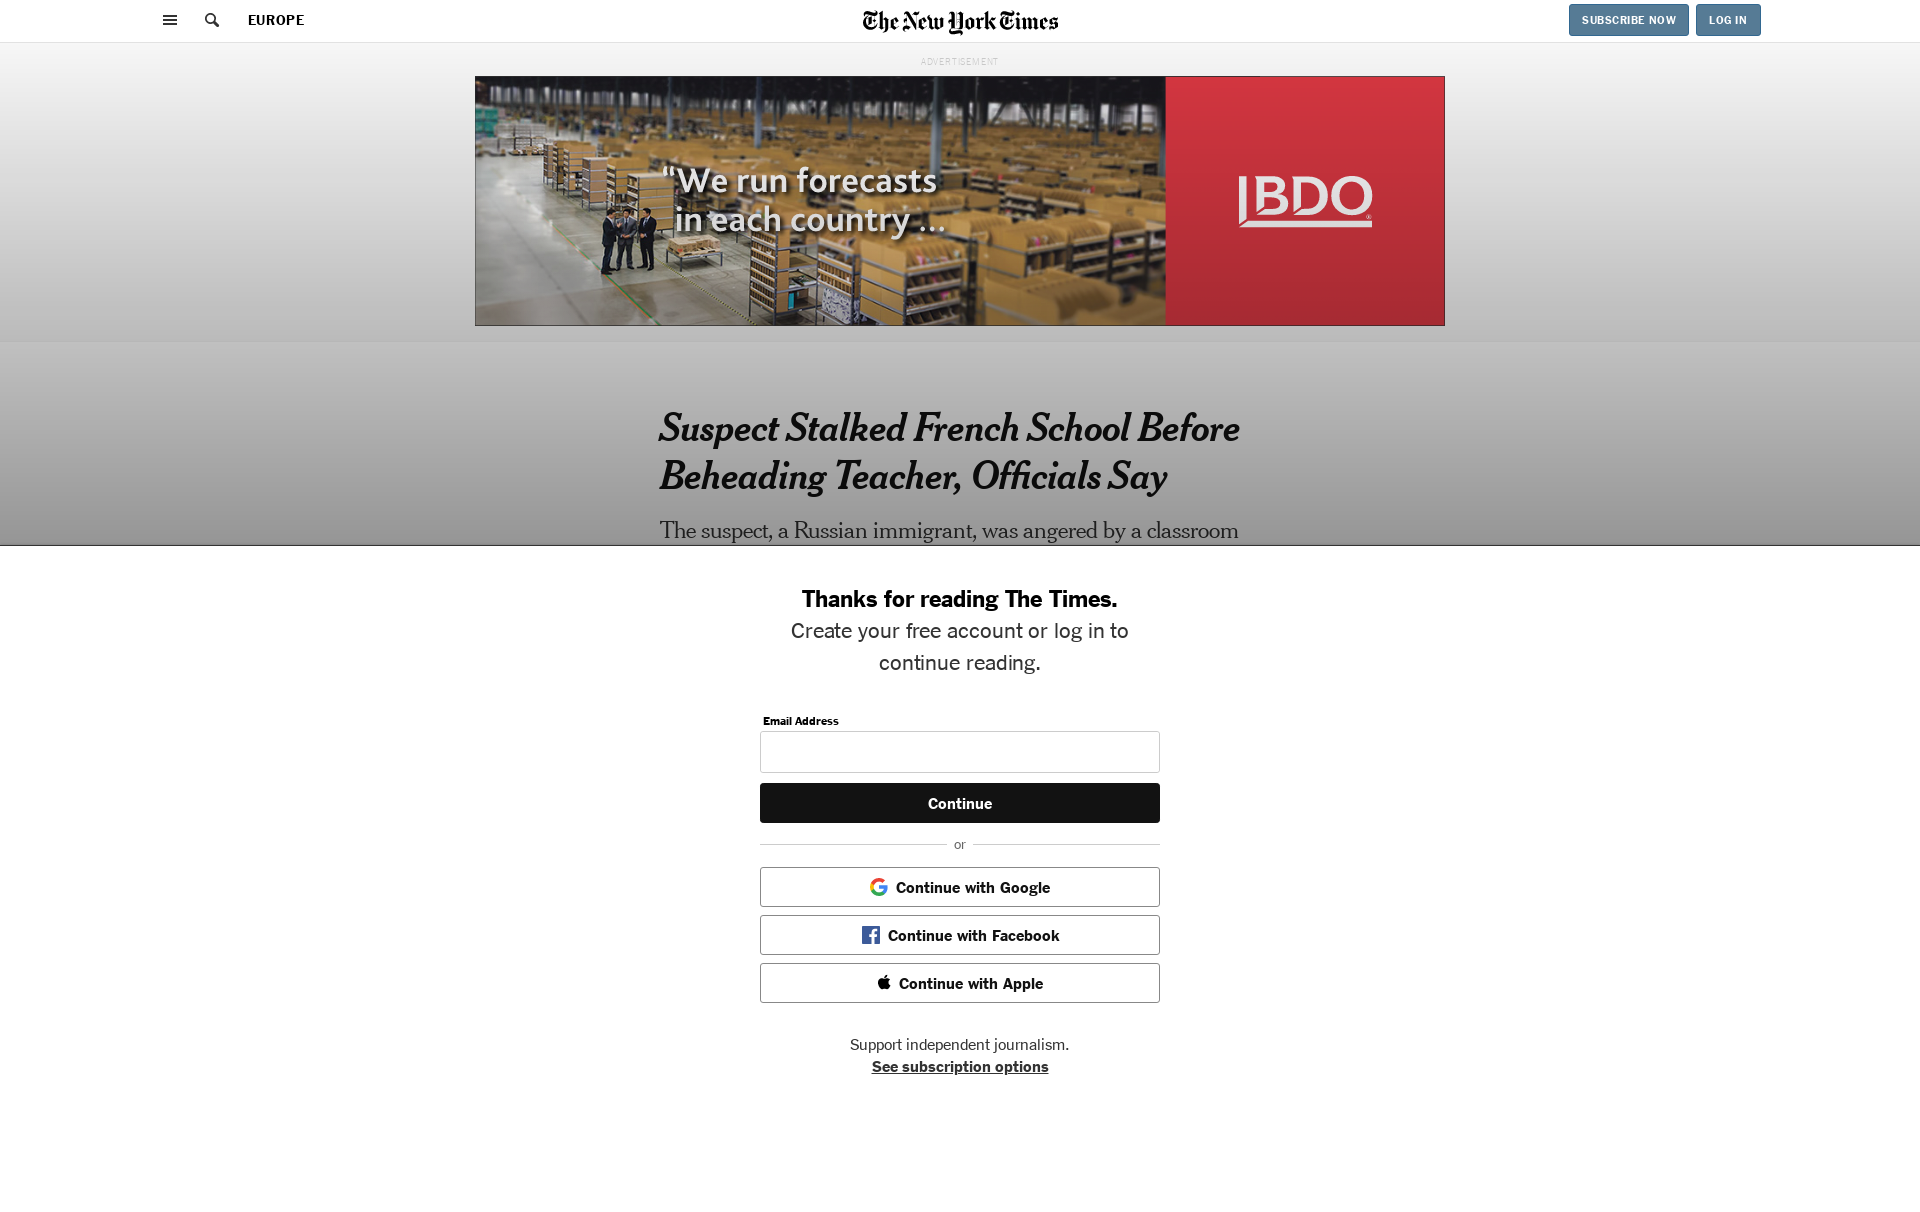 EUROPE
The New York Times
SUBSCRIBE NOW
LOG IN
ADVERTISEMENT
“We run forecasts
in each country ...
BDO
Suspect Stalked French School Before
Beheading Teacher, Officials Say
The suspect, a Russian immigrant, was angered by a classroom
Thanks for reading The Times.
Create your free account or log in to
continue reading.
Email Address
Continue
or
Continue with Google
Continue with Facebook
Continue with Apple
Support independent journalism.
See subscription options